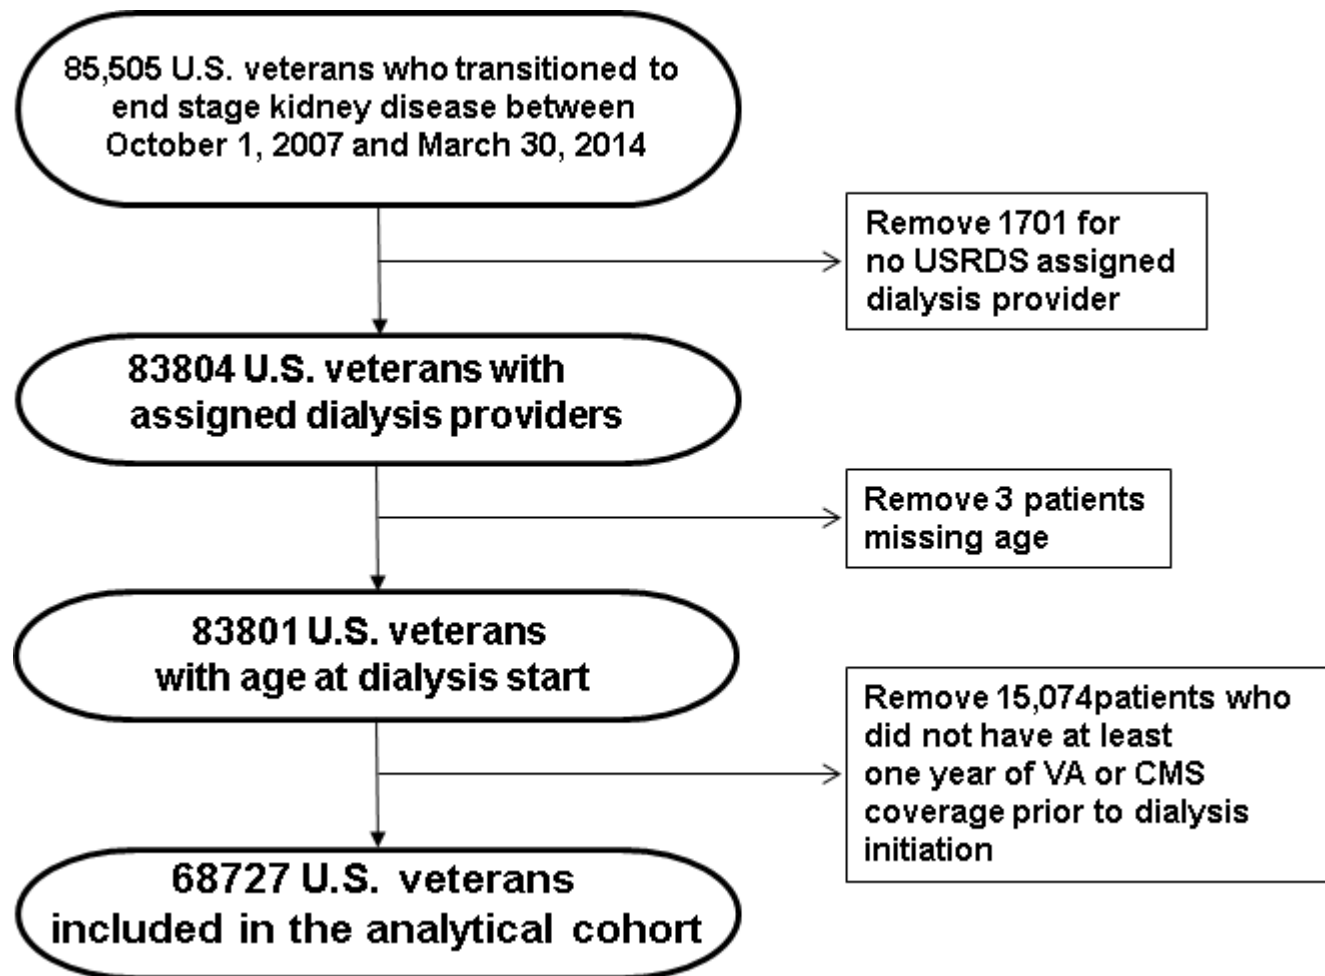 85,505 U.S. veterans who transitioned to
end stage kidney disease between
October 1, 2007 and March 30, 2014
Remove 1701 for
no USRDS assigned
dialysis provider
83804 U.S. veterans with
assigned dialysis providers
Remove 3 patients
missing age
83801 U.S. veterans
with age at dialysis start
Remove 15,074patients who
did not have at least
one year of VA or CMS
coverage prior to dialysis
initiation
68727 U.S. veterans
included in the analytical cohort